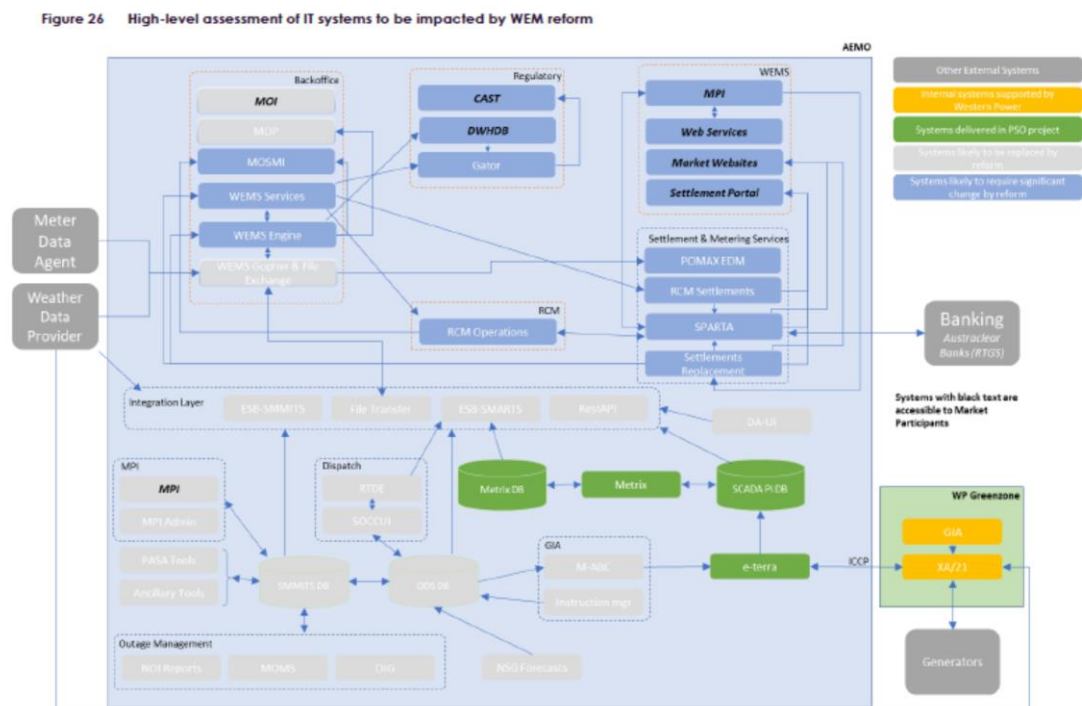 Figure 26 High-level assessment of IT systems to be impacted by WEM reform
AEMO
Backoffice
MOI
MOP
MOSMI
WEMS Services
WEMS Engine
WEMS Gopher & File
Exchange
Regulatory
CAST
DWHDB
Gator
WEMS
MPI
Web Services
Market Websites
Settlement Portal
Settlement & Metering Services
POMAX EDM
RCM Settlements
SPARTA
Settlements
Replacement
RCM
RCM Operations
Other External Systems
Internal systems supported by
Western Power
Systems delivered in PSO project
Systems likely to be replaced by
reform
Systems likely to require significant
change by reform
Meter
Data
Agent
Weather
Data
Provider
Banking
Austraclear
Banks (RTGS)
Systems with black text are
accessible to Market
Participants
Integration Layer
ESB-SMMITS
File Transfer
ESB-SMARTS
RestAPI
DA-UI
MPI
MPI
MPI Admin
PASA Tools
Ancillary Tools
Dispatch
RTDE
SOCCUI
Metrix DB
Metrix
SCADA PI DB
SMMITS DB
ODS DB
GIA
M-ABC
Instruction mgr
e-terra
ICCP
WP Greenzone
GIA
XA/21
Generators
Outage Management
NOI Reports
MOMS
NSG Forecasts